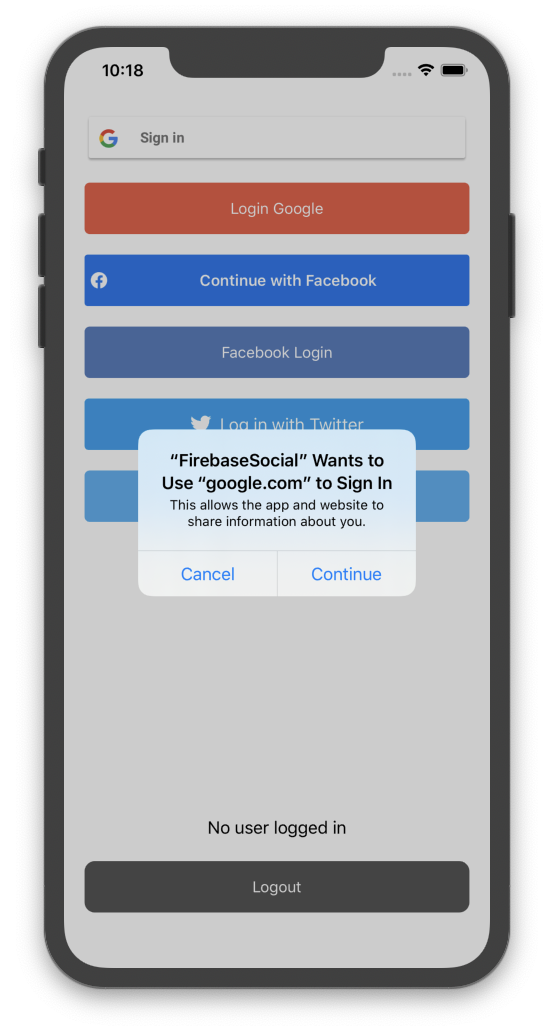 10:18
Sign in
Login Google
Continue with Facebook
Facebook Login
Log in with Twitter
“FirebaseSocial” Wants to
Use “google.com” to Sign In
This allows the app and website to
share information about you.
Cancel
Continue
No user logged in
Logout